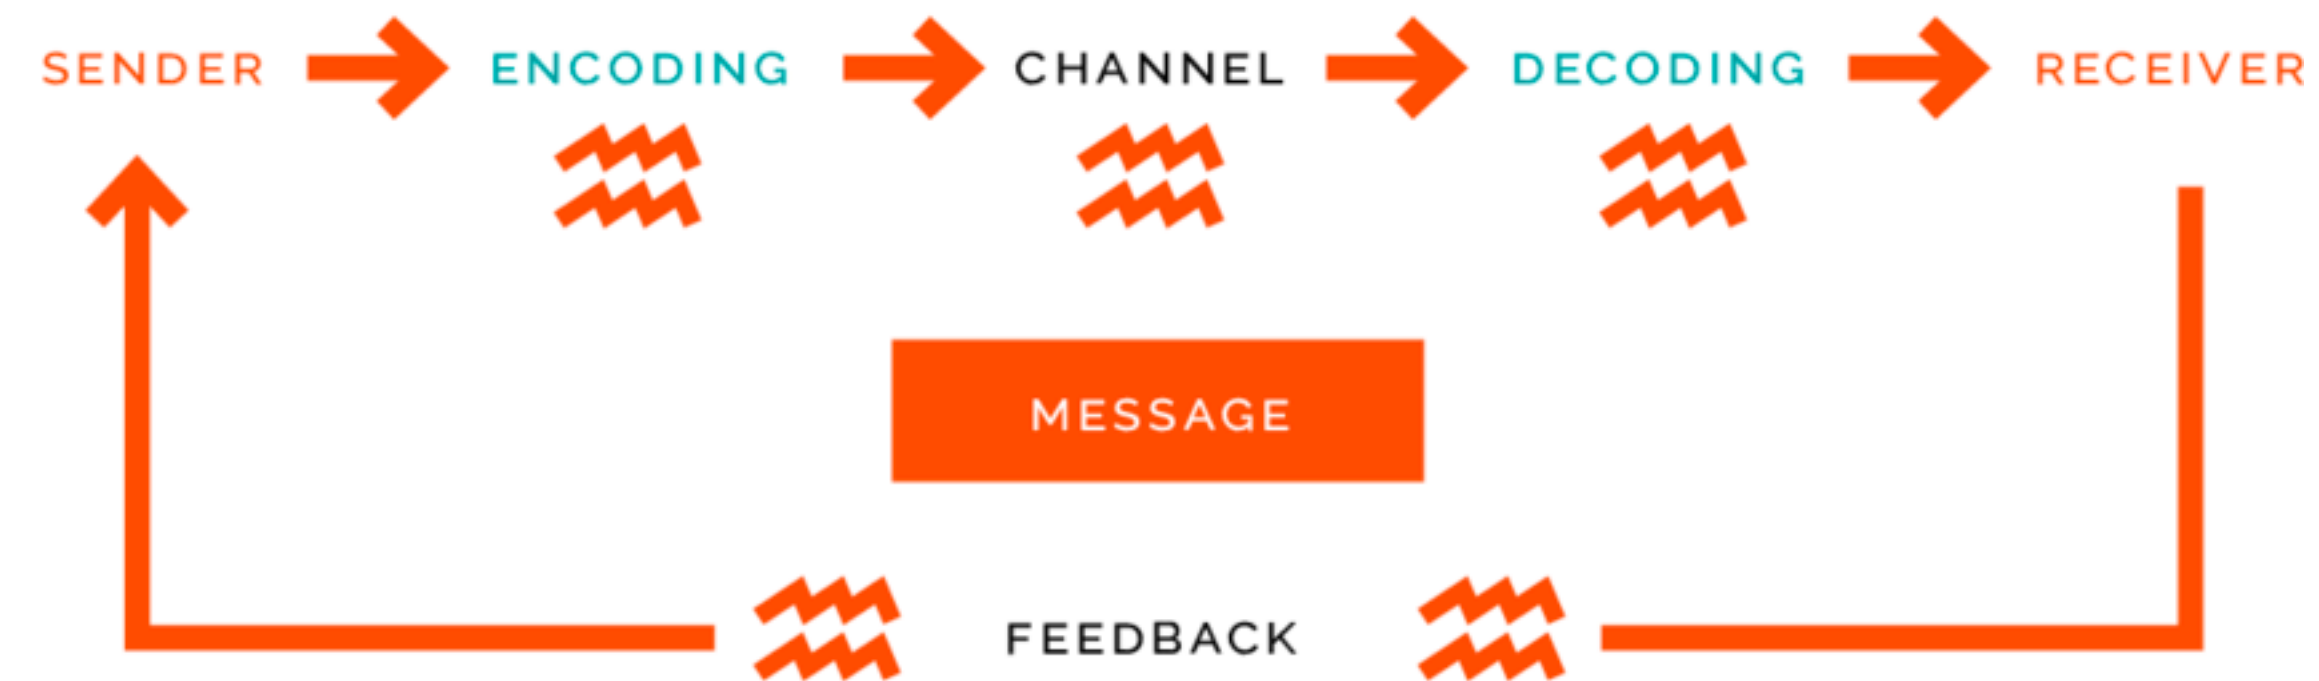 SENDER ENCODING CHANNEL DECODING RECEIVER
MESSAGE
FEEDBACK